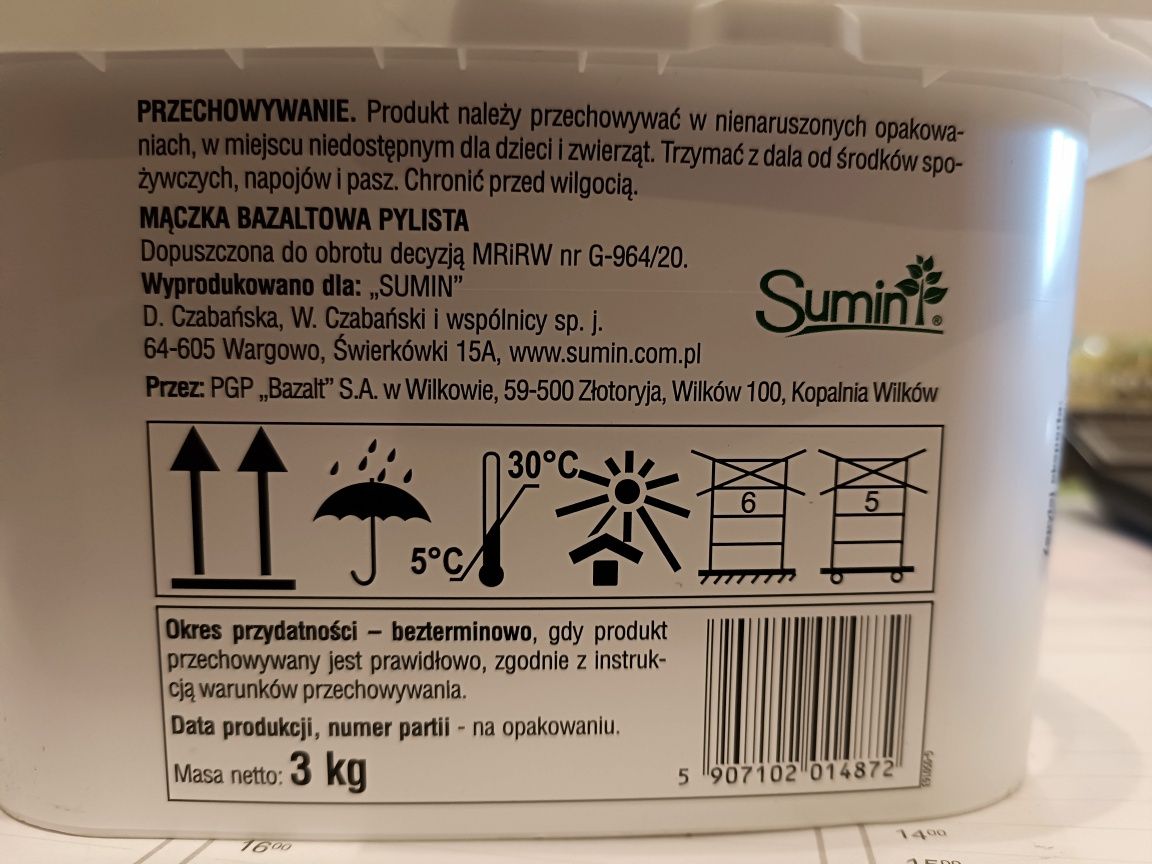 PRZECHOWYWANIE. Produkt należy przechowywać w nienaruszonych opakowa-
niach, w miejscu niedostępnym dla dzieci i zwierząt. Trzymać z dala od środków spo-
żywczych, napojów i pasz. Chronić przed wilgocią.
MĄCZKA BAZALTOWA PYLISTA
Dopuszczona do obrotu decyzją MRiRW nr G-964/20.
Wyprodukowano dla: „SUMIN”
D. Czabańska, W. Czabański i wspólnicy sp. j.
64-605 Wargowo, Świerkówki 15A, www.sumin.com.pl
Sumin®
Przez: PGP „Bazalt” S.A. w Wilkowie, 59-500 Złotoryja, Wilków 100, Kopalnia Wilków
30°C
5°C
6
5
Okres przydatności – bezterminowo, gdy produkt
przechowywany jest prawidłowo, zgodnie z instruk-
cją warunków przechowywania.
Data produkcji, numer partii - na opakowaniu.
Masa netto: 3 kg
5 907102 014872
16⁰⁰
14⁰⁰
15⁰⁰